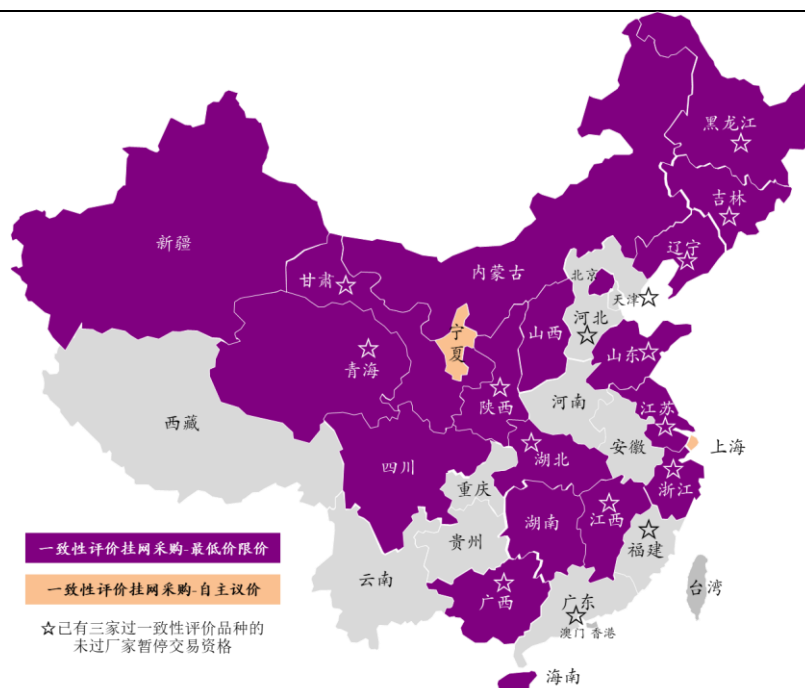 黑龙江
吉林
辽宁
新疆
内蒙古
北京
甘肃
天津
河北
宁夏
山西
山东
青海
陕西
河南
江苏
西藏
安徽
上海
四川
湖北
浙江
重庆
湖南
江西
贵州
福建
云南
台湾
广西
广东
澳门 香港
海南
一致性评价挂网采购-最低价限价
一致性评价挂网采购-自主议价
☆已有三家过一致性评价品种的
未过厂家暂停交易资格